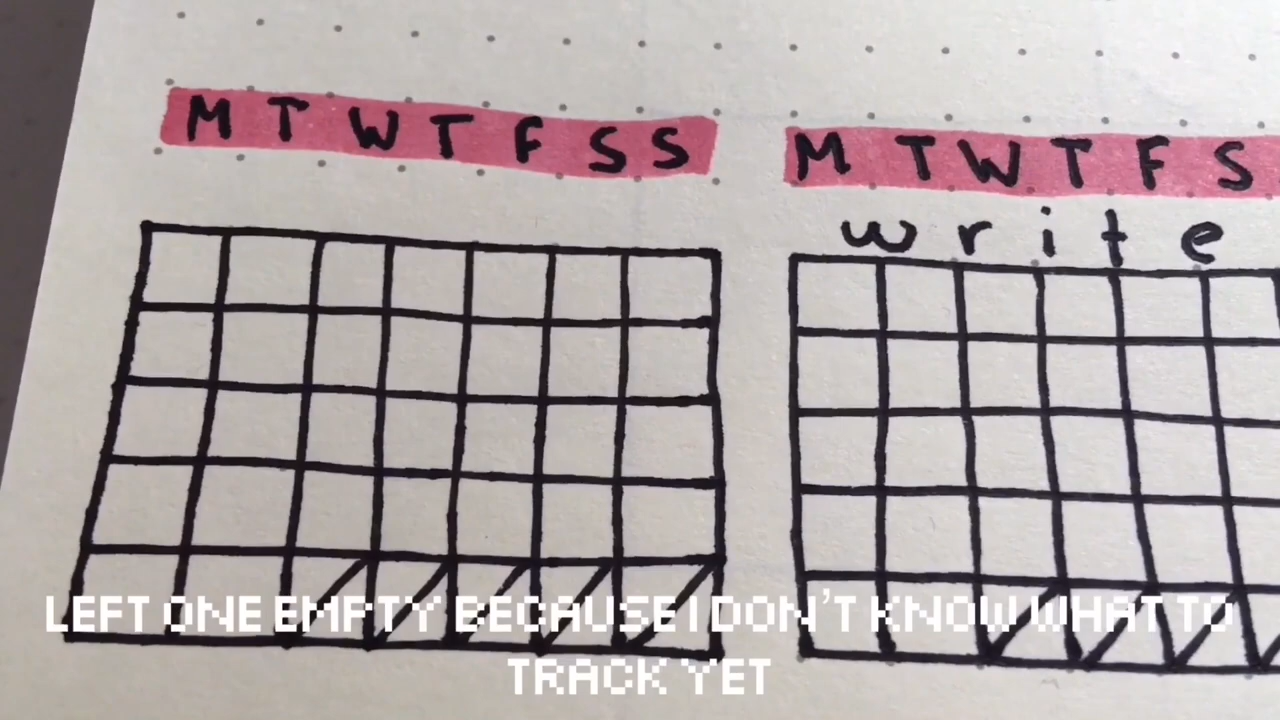 M T W T F S S
M T W T F S
write
LEFT ONE EMPTY BECAUSE I DON'T KNOW WHAT TO
TRACK YET